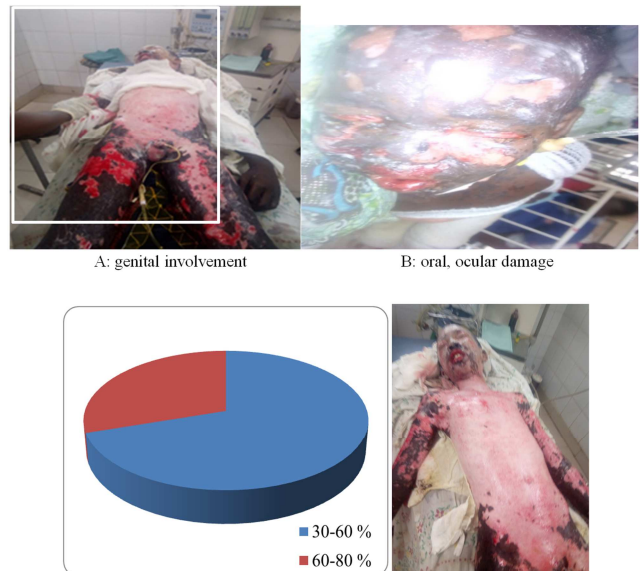 A: genital involvement
B: oral, ocular damage
30-60 %
60-80 %